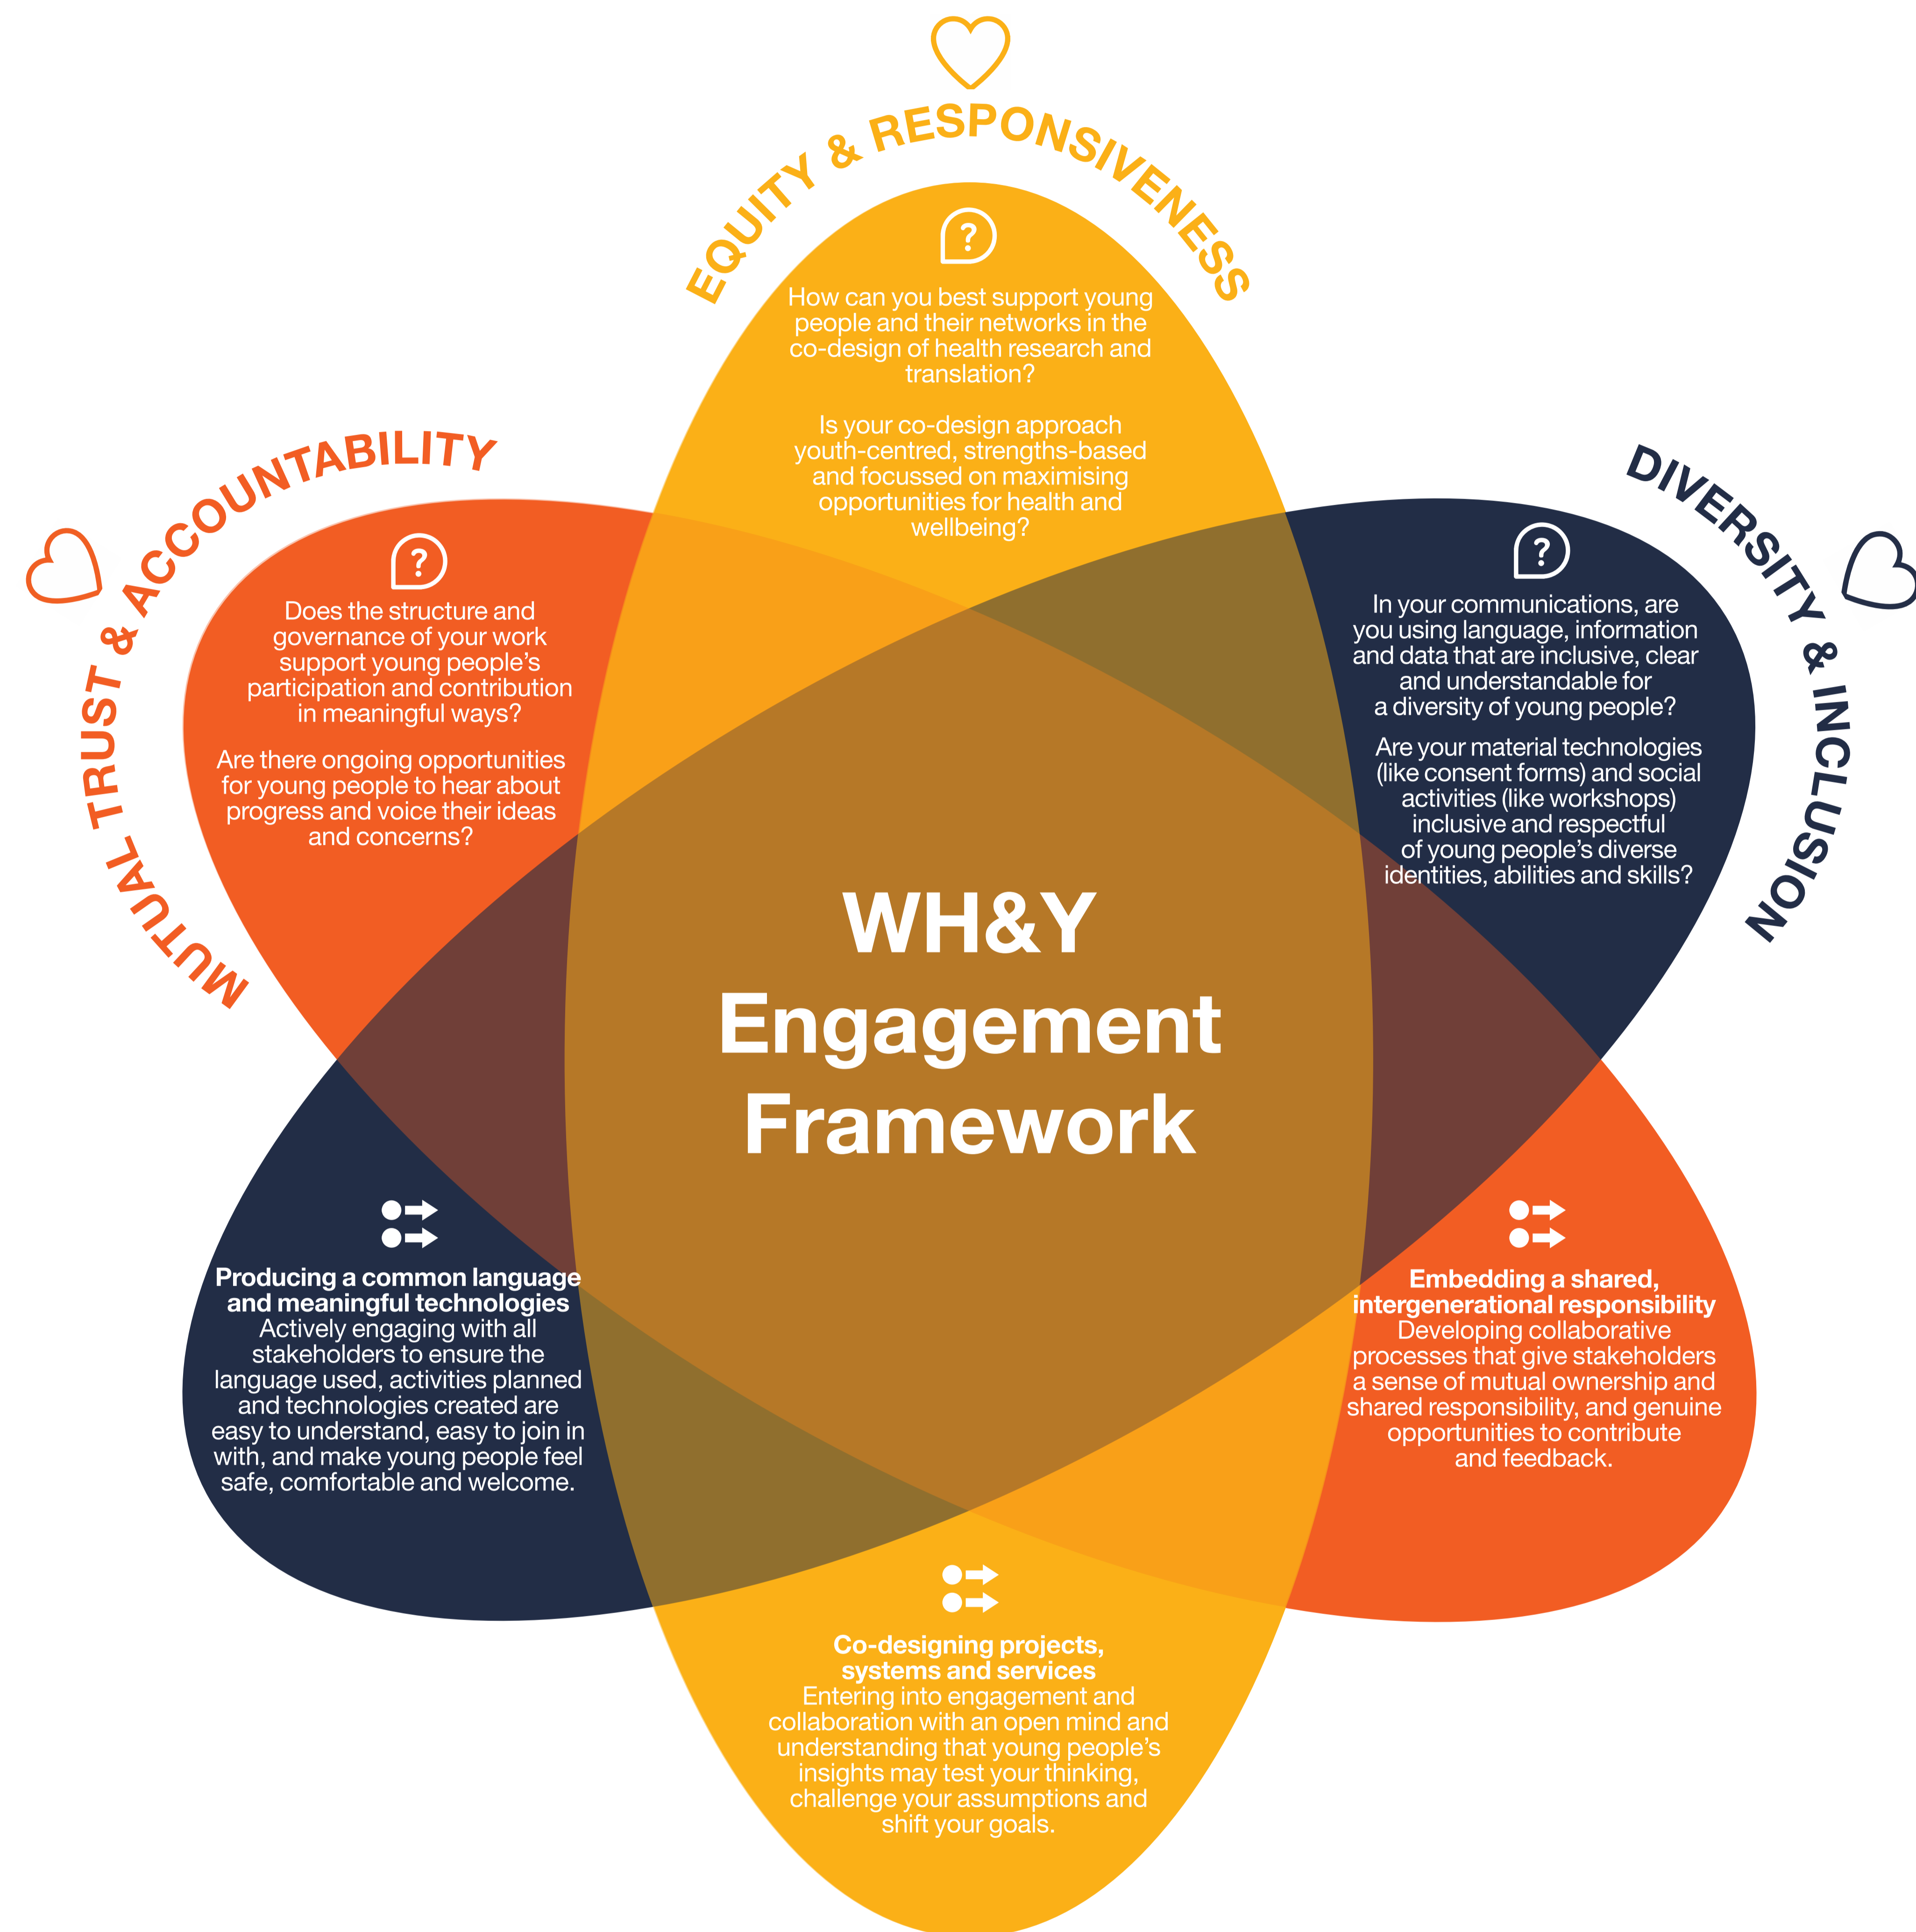 EQUITY & RESPONSIVENESS
?
How can you best support young
people and their networks in the
co-design of health research and
translation?
Is your co-design approach
youth-centred, strengths-based
and focussed on maximising
opportunities for health and
wellbeing?
MUTUAL TRUST & ACCOUNTABILITY
?
Does the structure and
governance of your work
support young people's
participation and contribution
in meaningful ways?
Are there ongoing opportunities
for young people to hear about
progress and voice their ideas
and concerns?
DIVERSITY & INCLUSION
?
In your communications, are
you using language, information
and data that are inclusive, clear
and understandable for
a diversity of young people?
Are your material technologies
(like consent forms) and social
activities (like workshops)
inclusive and respectful
of young people's diverse
identities, abilities and skills?
WH&Y
Engagement
Framework
Producing a common language
and meaningful technologies
Actively engaging with all
stakeholders to ensure the
language used, activities planned
and technologies created are
easy to understand, easy to join in
with, and make young people feel
safe, comfortable and welcome.
Embedding a shared,
intergenerational responsibility
Developing collaborative
processes that give stakeholders
a sense of mutual ownership and
shared responsibility, and genuine
opportunities to contribute
and feedback.
Co-designing projects,
systems and services
Entering into engagement and
collaboration with an open mind and
understanding that young people's
insights may test your thinking,
challenge your assumptions and
shift your goals.